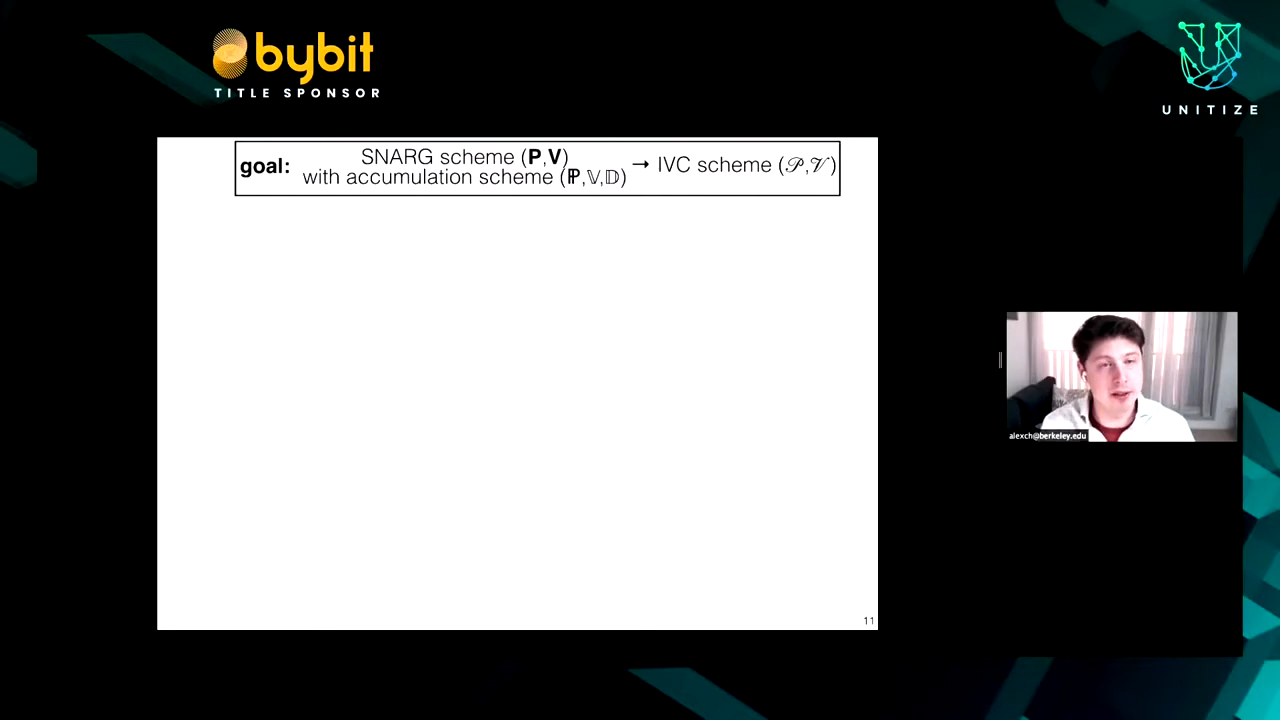 bybit
TITLE SPONSOR
UNITIZE
goal: SNARG scheme (P,V)
with accumulation scheme (ℙ,𝕍,𝔻) → IVC scheme (𝒫,𝒱)
alexch@berkeley.edu
11